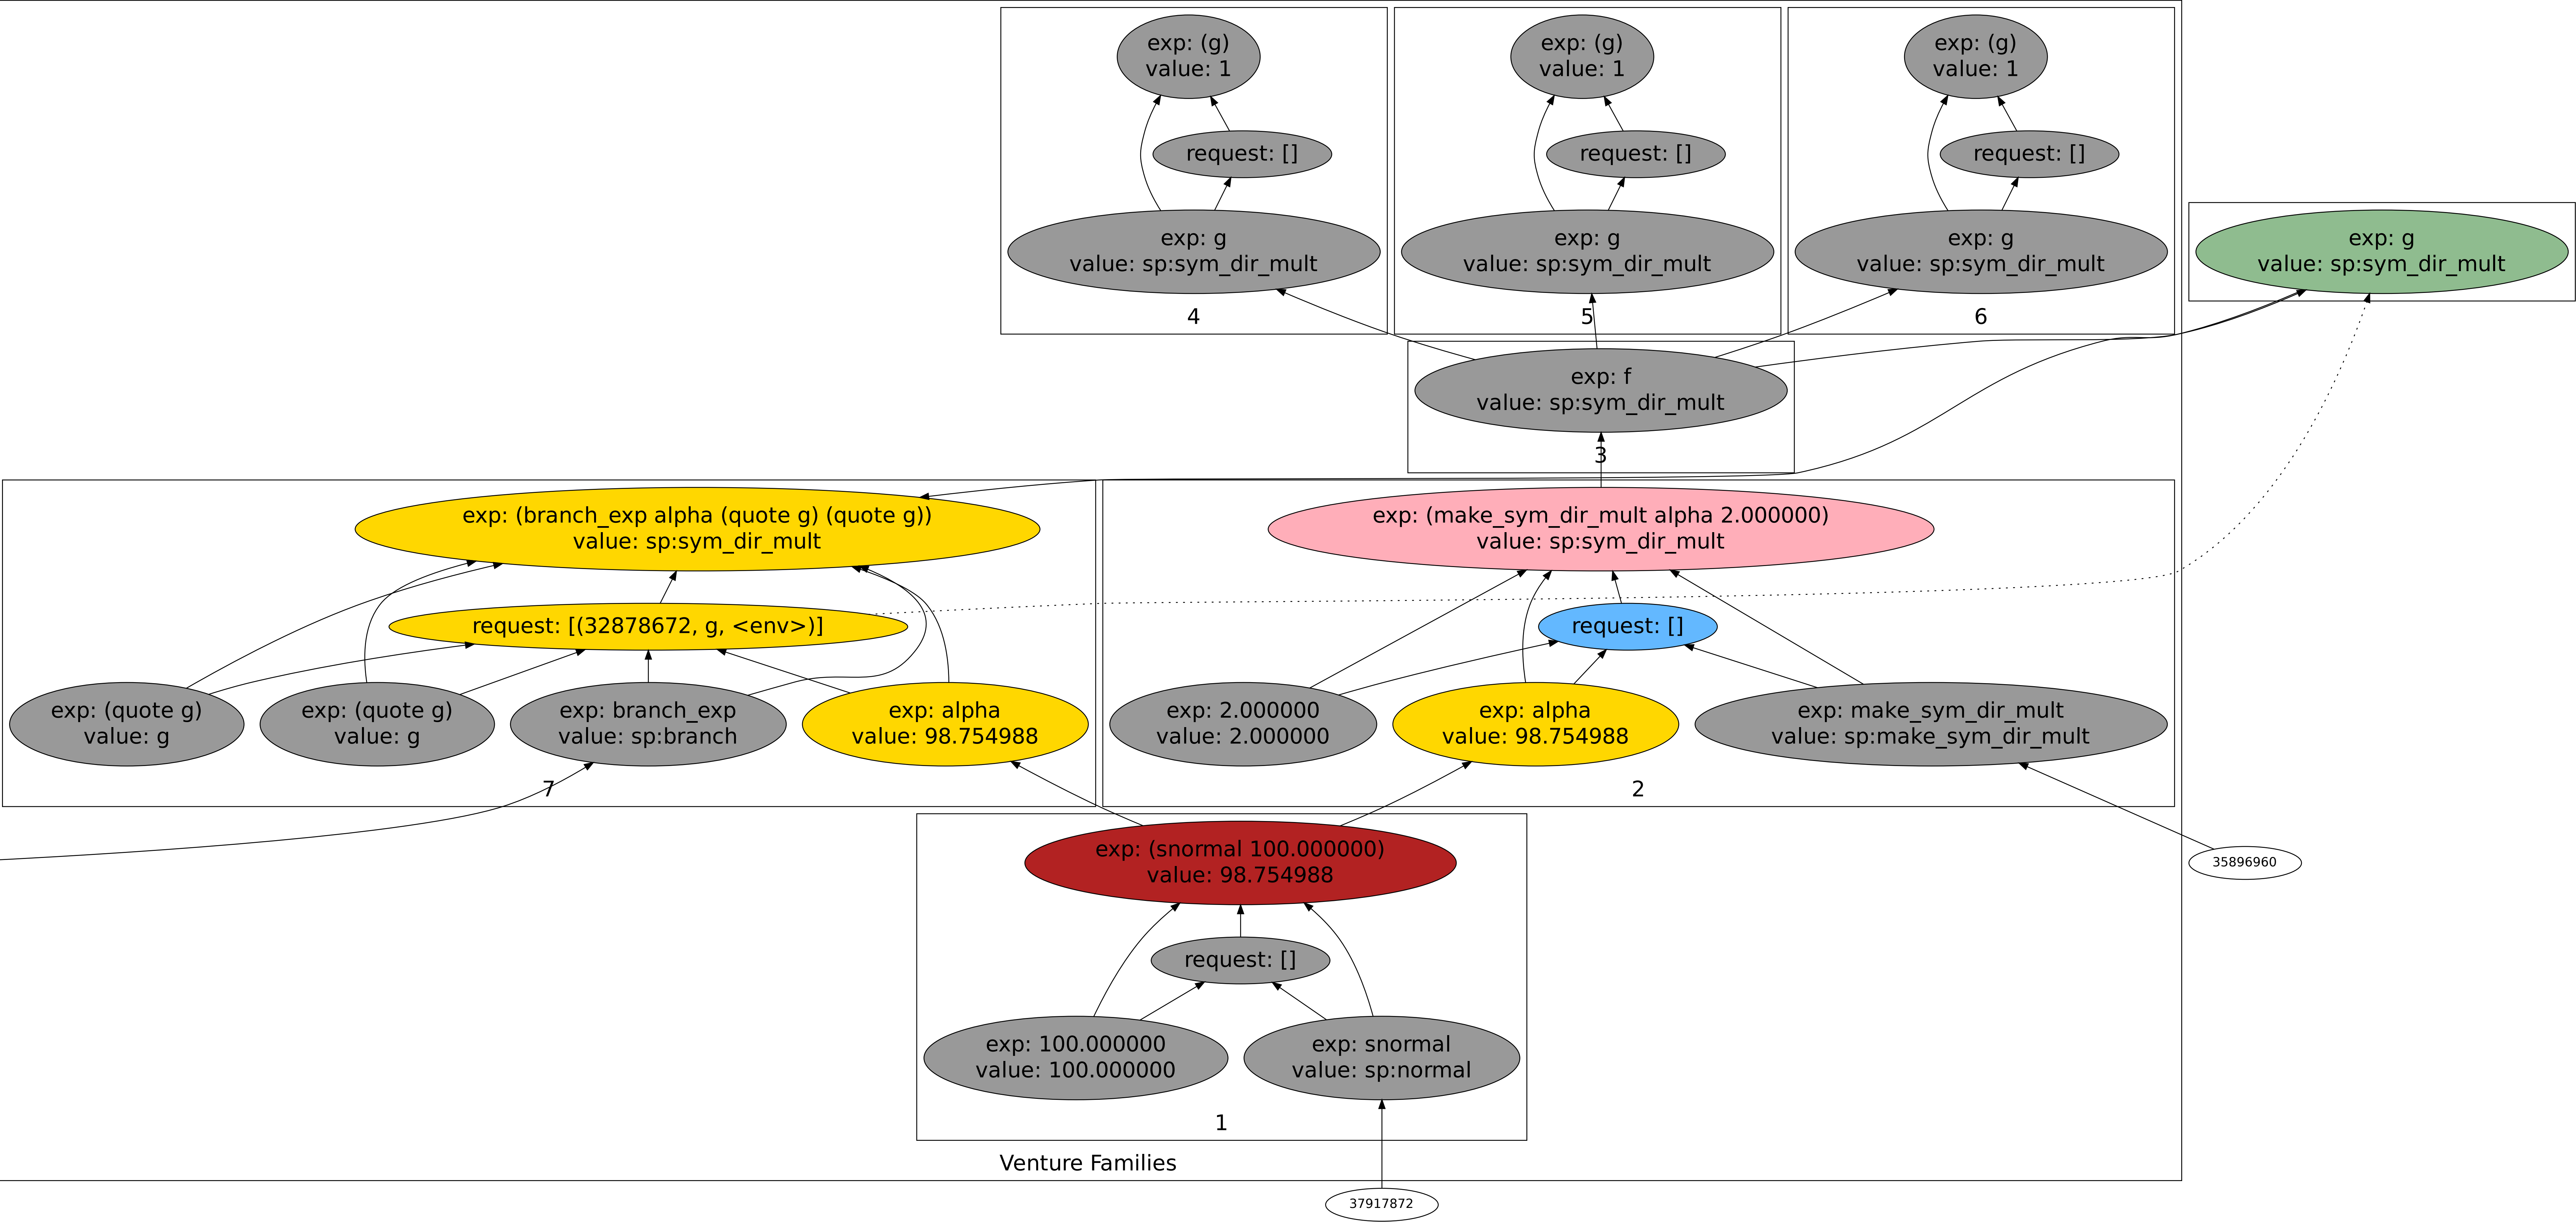 exp: (g)
value: 1
exp: (g)
value: 1
exp: (g)
value: 1
request: []
request: []
request: []
exp: g
value: sp:sym_dir_mult
exp: g
value: sp:sym_dir_mult
exp: g
value: sp:sym_dir_mult
exp: g
value: sp:sym_dir_mult
4
5
6
exp: f
value: sp:sym_dir_mult
3
exp: (branch_exp alpha (quote g) (quote g))
value: sp:sym_dir_mult
exp: (make_sym_dir_mult alpha 2.000000)
value: sp:sym_dir_mult
request: [(32878672, g, <env>)]
request: []
exp: (quote g)
value: g
exp: (quote g)
value: g
exp: branch_exp
value: sp:branch
exp: alpha
value: 98.754988
exp: 2.000000
value: 2.000000
exp: alpha
value: 98.754988
exp: make_sym_dir_mult
value: sp:make_sym_dir_mult
7
2
exp: (snormal 100.000000)
value: 98.754988
35896960
request: []
exp: 100.000000
value: 100.000000
exp: snormal
value: sp:normal
1
Venture Families
37917872